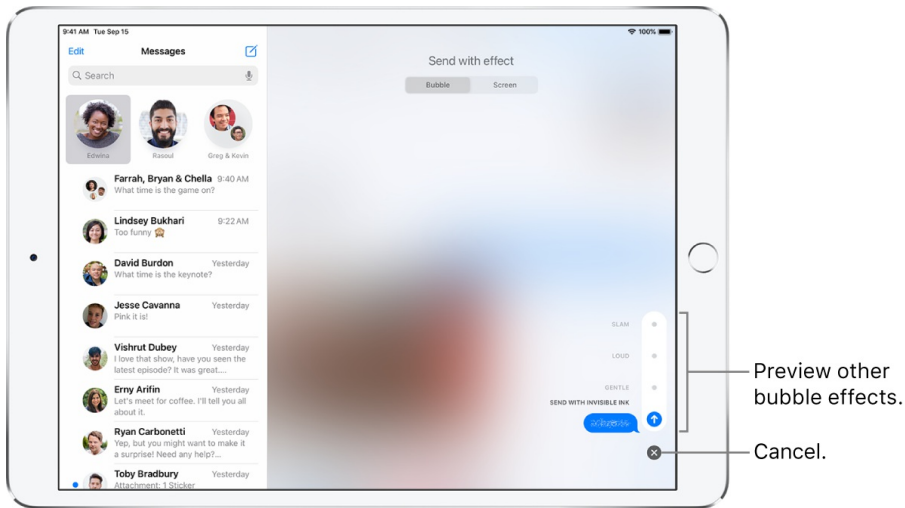 9:41 AM Tue Sep 15
100%
Edit
Messages
Search
Edwina
Rasoul
Greg & Kevin
Farrah, Bryan & Chella 9:40 AM
What time is the game on?
Lindsey Bukhari 9:22 AM
Too funny 🙈
David Burdon Yesterday
What time is the keynote?
Jesse Cavanna Yesterday
Pink it is!
Vishrut Dubey Yesterday
I love that show, have you seen the
latest episode? It was great....
Erny Arifin Yesterday
Let's meet for coffee. I'll tell you all
about it.
Ryan Carbonetti Yesterday
Yep, but you might want to make it
a surprise! Need any help?...
Toby Bradbury Yesterday
Attachment: 1 Sticker
Send with effect
Bubble
Screen
SLAM
LOUD
GENTLE
SEND WITH INVISIBLE INK
Preview other
bubble effects.
Cancel.